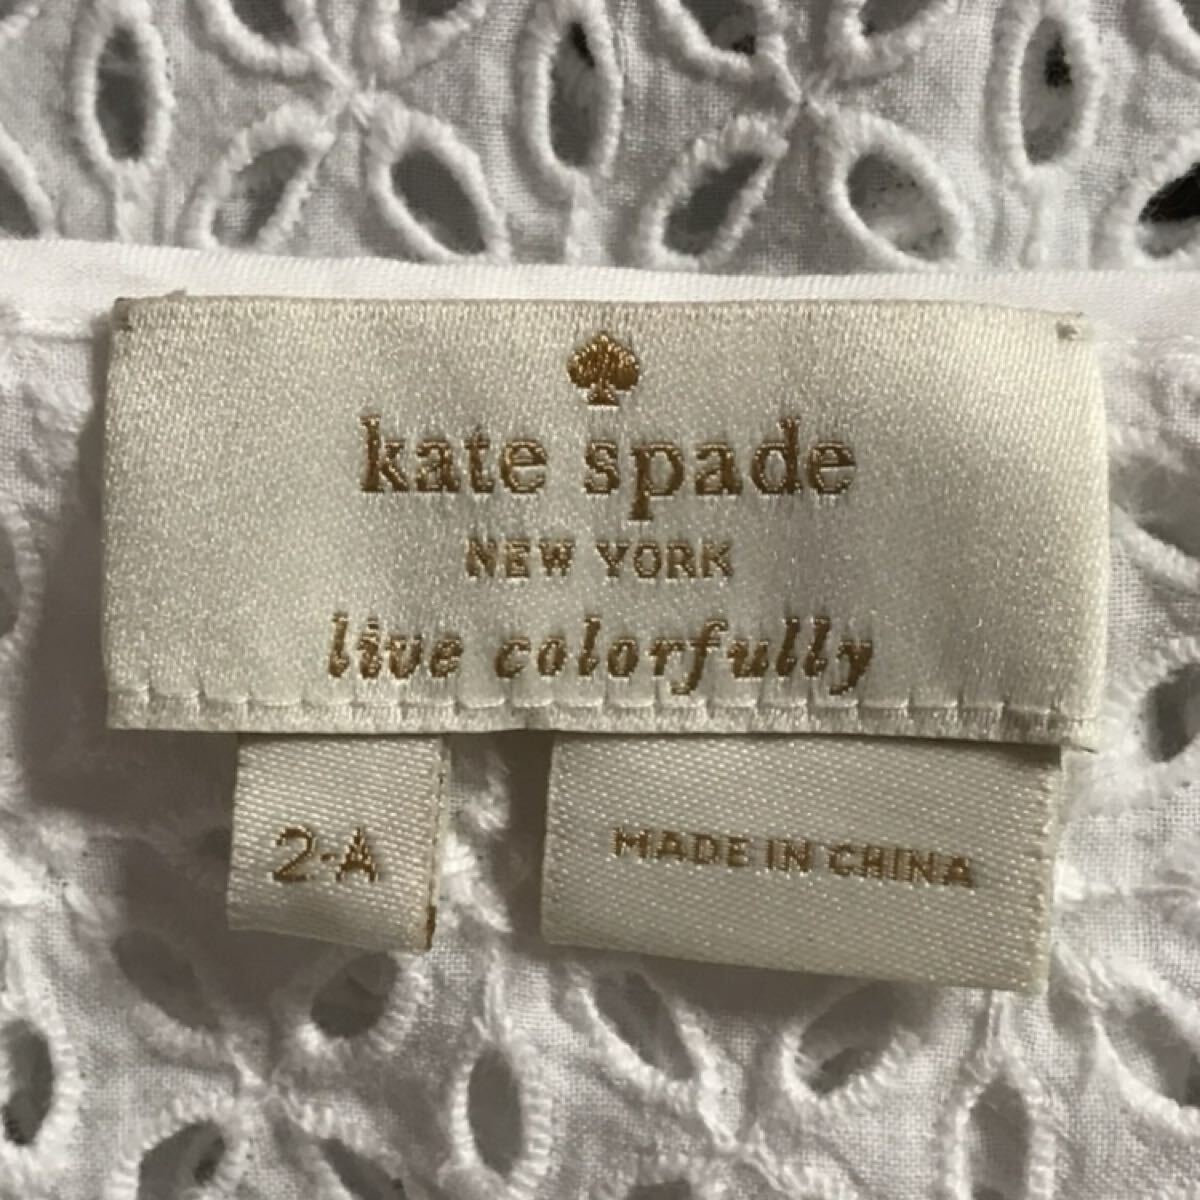 kate spade
NEW YORK
live colorfully
2-A
MADE IN CHINA